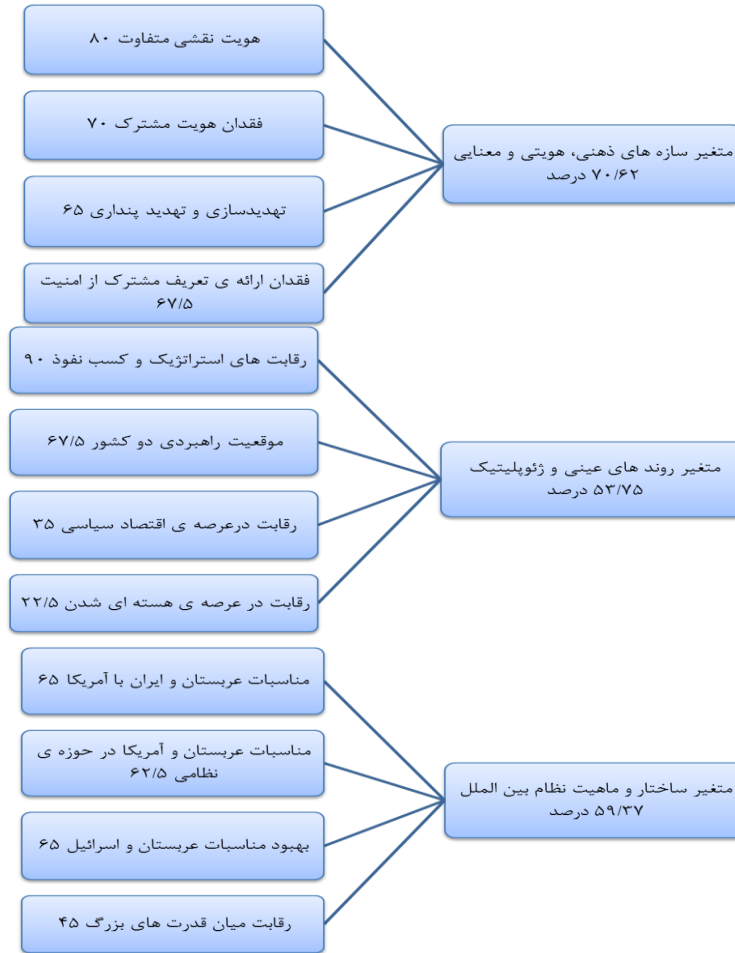 هویت نقشی متفاوت ۸۰
فقدان هویت مشترک ۷۰
تهدیدسازی و تهدید پنداری ۶۵
فقدان ارائه ی تعریف مشترک از امنیت
۶۷/۵
متغیر سازه های ذهنی، هویتی و معنایی
۷۰/۶۲ درصد
رقابت های استراتژیک و کسب نفوذ ۹۰
موقعیت راهبردی دو کشور ۶۷/۵
رقابت درعرصه ی اقتصاد سیاسی ۳۵
رقابت در عرصه ی هسته ای شدن ۲۲/۵
متغیر روند های عینی و ژئوپلیتیک
۵۳/۷۵ درصد
مناسبات عربستان و ایران با آمریکا ۶۵
مناسبات عربستان و آمریکا در حوزه ی
نظامی ۶۲/۵
بهبود مناسبات عربستان و اسرائیل ۶۵
رقابت میان قدرت های بزرگ ۴۵
متغیر ساختار و ماهیت نظام بین الملل
۵۹/۳۷ درصد